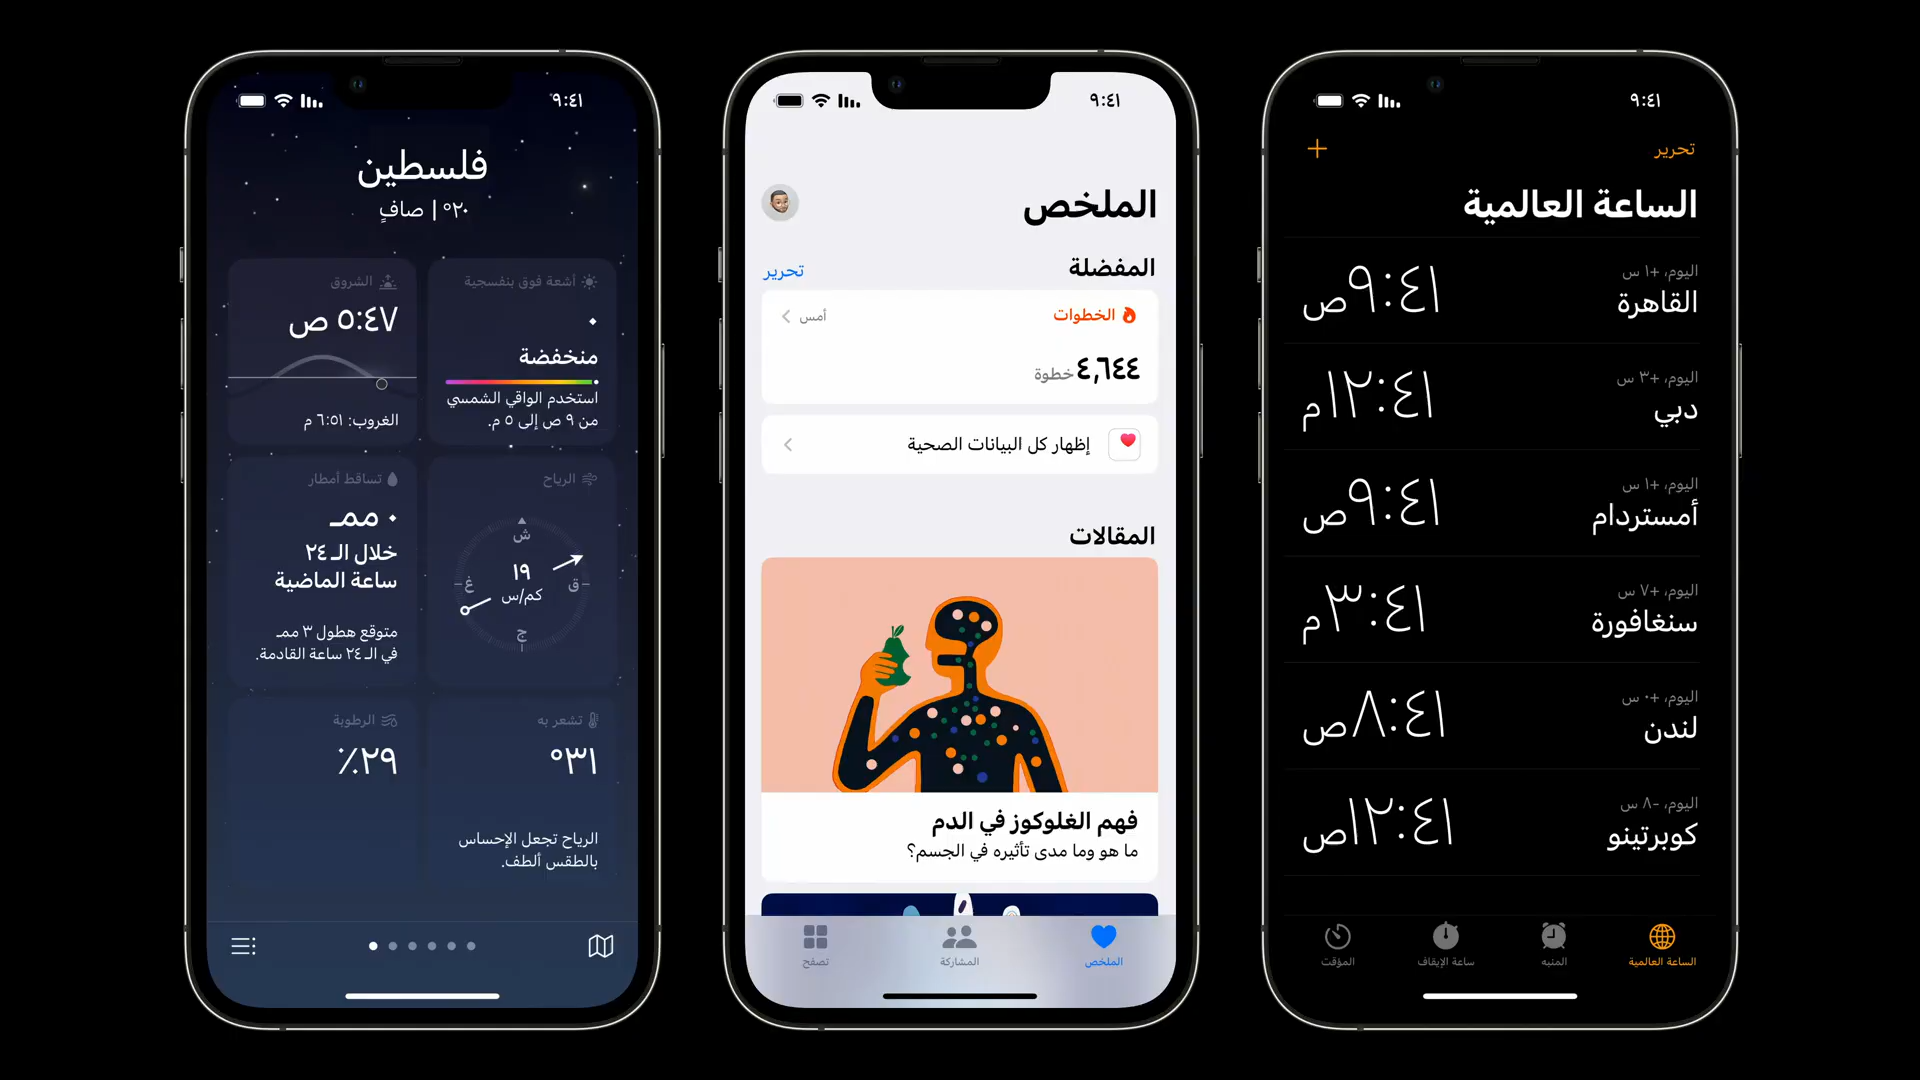 ٩:٤١
فلسطين
٢٠° | صافٍ
أشعة فوق بنفسجية
٠
منخفضة
استخدم الواقي الشمسي
من ٩ ص إلى ٥ م.
الشروق
٥:٤٧ ص
الغروب: ٦:٥١ م
الرياح
ش
ق
غ
ج
١٩
كم/س
تساقط أمطار
٠ ممـ
خلال الـ ٢٤
ساعة الماضية
متوقع هطول ٣ ممـ
في الـ ٢٤ ساعة القادمة.
تشعر به
٣١°
الرياح تجعل الإحساس
بالطقس ألطف.
الرطوبة
٢٩٪
٩:٤١
الملخص
المفضلة
تحرير
الخطوات
أمس
٤,٦٤٤ خطوة
إظهار كل البيانات الصحية
المقالات
فهم الغلوكوز في الدم
ما هو وما مدى تأثيره في الجسم؟
الملخص
المشاركة
تصفح
٩:٤١
تحرير
الساعة العالمية
اليوم، +١ س
القاهرة
٩:٤١ص
اليوم، +٣ س
دبي
١٢:٤١م
اليوم، +١ س
أمستردام
٩:٤١ص
اليوم، +٧ س
سنغافورة
٣:٤١م
اليوم، +٠ س
لندن
٨:٤١ص
اليوم، -٨ س
كوبرتينو
١٢:٤١ص
الساعة العالمية
المنبه
ساعة الإيقاف
المؤقت